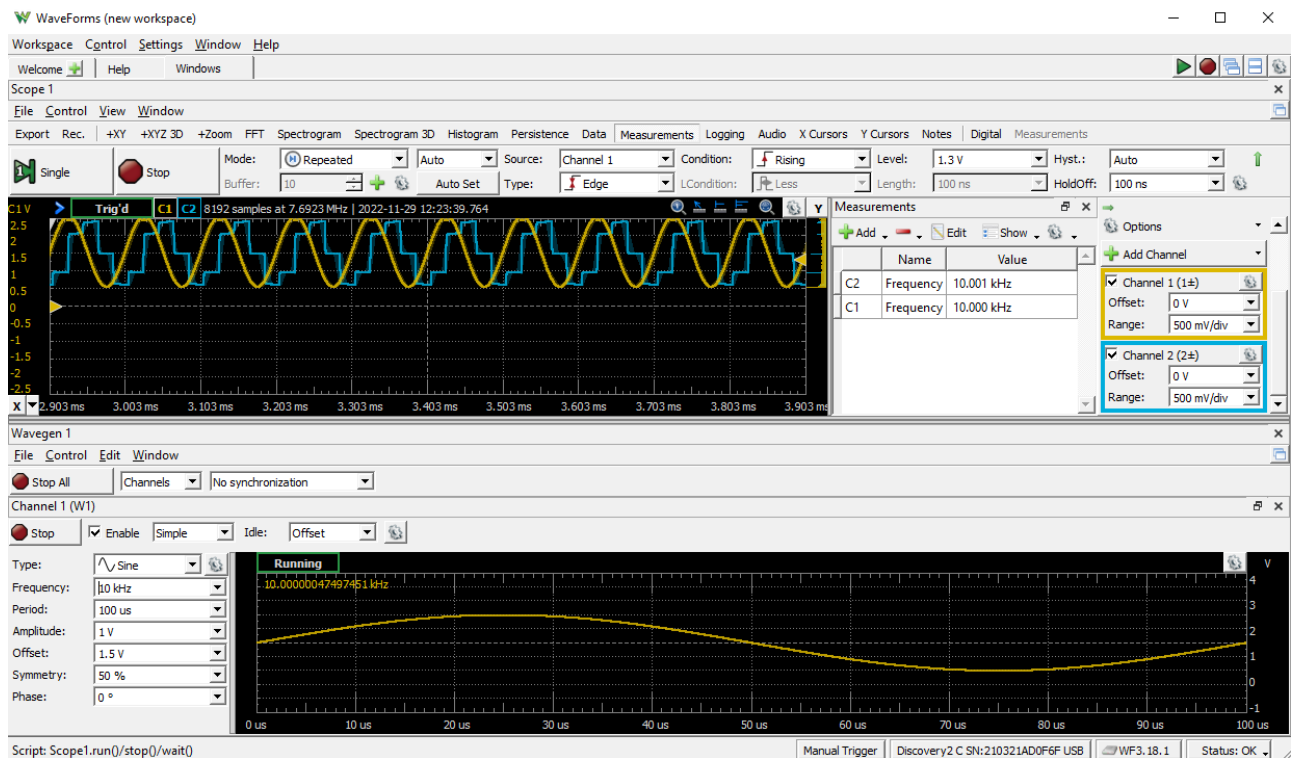 WaveForms (new workspace)
Workspace Control Settings Window Help
Welcome Help Windows
Scope 1
File Control View Window
Export Rec. +XY +XYZ 3D +Zoom FFT Spectrogram Spectrogram 3D Histogram Persistence Data Measurements Logging Audio X Cursors Y Cursors Notes Digital Measurements
Single Stop Mode: Repeated Auto Source: Channel 1 Condition: Rising Level: 1.3 V Hyst.: Auto
Buffer: 10 Auto Set Type: Edge LCondition: Less Length: 100 ns HoldOff: 100 ns
C1 V Trig'd C1 C2 8192 samples at 7.6923 MHz | 2022-11-29 12:23:39.764 Y
2.5
2
1.5
1
0.5
0
-0.5
-1
-1.5
-2
-2.5
X 2.903 ms 3.003 ms 3.103 ms 3.203 ms 3.303 ms 3.403 ms 3.503 ms 3.603 ms 3.703 ms 3.803 ms 3.903 ms
Measurements
Add Edit Show
Name Value
C2 Frequency 10.001 kHz
C1 Frequency 10.000 kHz
Options
Add Channel
Channel 1 (1±)
Offset: 0 V
Range: 500 mV/div
Channel 2 (2±)
Offset: 0 V
Range: 500 mV/div
Wavegen 1
File Control Edit Window
Stop All Channels No synchronization
Channel 1 (W1)
Stop Enable Simple Idle: Offset
Type: Sine
Frequency: 10 kHz
Period: 100 us
Amplitude: 1 V
Offset: 1.5 V
Symmetry: 50 %
Phase: 0 °
Running V
10.00000047497451 kHz
4
3
2
1
0
-1
0 us 10 us 20 us 30 us 40 us 50 us 60 us 70 us 80 us 90 us 100 us
Script: Scope1.run()/stop()/wait() Manual Trigger Discovery2 C SN:210321AD0F6F USB WF3.18.1 Status: OK